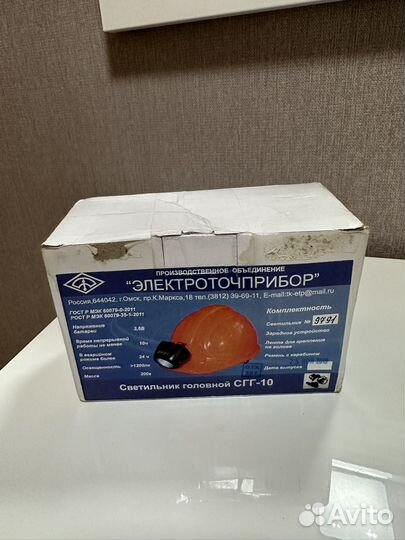 ПРОИЗВОДСТВЕННОЕ ОБЪЕДИНЕНИЕ
"ЭЛЕКТРОТОЧПРИБОР"
Россия,644042, г.Омск, пр.К.Маркса,18 тел.(3812) 39-69-11, E-mail:tk-etp@mail.ru
ГОСТ Р МЭК 60079-0-2011
ГОСТ Р МЭК 60079-35-1-2011
Напряжение батареи 3,6В
Время непрерывной работы не менее 10ч
В аварийном режиме более 24 ч
Освещенность >1200лк
Масса 200г
Комплектность
Светильник №
Зарядное устройство
Лента для крепления на голове
Ремень с карабином
Дата выпуска
ОТК
Светильник головной СГГ-10
Avito